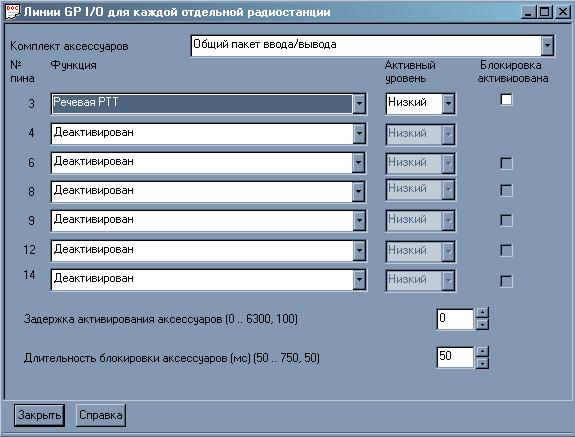 Линии GP I/O для каждой отдельной радиостанции
Комплект аксессуаров Общий пакет ввода/вывода
№ пина Функция Активный уровень Блокировка активирована
3 Речевая PTT Низкий
4 Деактивирован Низкий
6 Деактивирован Низкий
8 Деактивирован Низкий
9 Деактивирован Низкий
12 Деактивирован Низкий
14 Деактивирован Низкий
Задержка активирования аксессуаров (0 .. 6300, 100) 0
Длительность блокировки аксессуаров (мс) (50 .. 750, 50) 50
Закрыть Справка